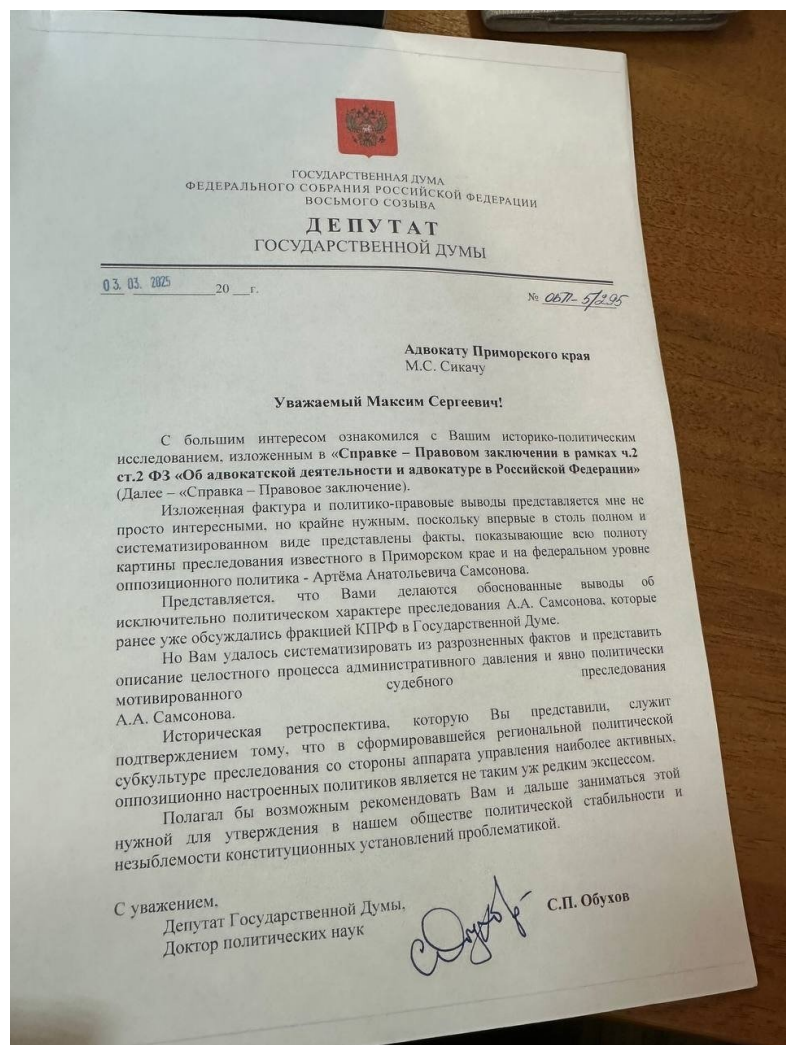 ГОСУДАРСТВЕННАЯ ДУМА
ФЕДЕРАЛЬНОГО СОБРАНИЯ РОССИЙСКОЙ ФЕДЕРАЦИИ
ВОСЬМОГО СОЗЫВА
ДЕПУТАТ
ГОСУДАРСТВЕННОЙ ДУМЫ
03. 03. 2025 20 __ г.
№ ОБП-5/295
Адвокату Приморского края
М.С. Сикачу
Уважаемый Максим Сергеевич!
С большим интересом ознакомился с Вашим историко-политическим
исследованием, изложенным в «Справке – Правовом заключении в рамках ч.2
ст.2 ФЗ «Об адвокатской деятельности и адвокатуре в Российской Федерации»
(Далее – «Справка – Правовое заключение).
Изложенная фактура и политико-правовые выводы представляется мне не
просто интересными, но крайне нужным, поскольку впервые в столь полном и
систематизированном виде представлены факты, показывающие всю полноту
картины преследования известного в Приморском крае и на федеральном уровне
оппозиционного политика - Артёма Анатольевича Самсонова.
Представляется, что Вами делаются обоснованные выводы об
исключительно политическом характере преследования А.А. Самсонова, которые
ранее уже обсуждались фракцией КПРФ в Государственной Думе.
Но Вам удалось систематизировать из разрозненных фактов и представить
описание целостного процесса административного давления и явно политически
мотивированного судебного преследования
А.А. Самсонова.
Историческая ретроспектива, которую Вы представили, служит
подтверждением тому, что в сформировавшейся региональной политической
субкультуре преследования со стороны аппарата управления наиболее активных,
оппозиционно настроенных политиков является не таким уж редким эксцессом.
Полагал бы возможным рекомендовать Вам и дальше заниматься этой
нужной для утверждения в нашем обществе политической стабильности и
незыблемости конституционных установлений проблематикой.
С уважением,
Депутат Государственной Думы,
Доктор политических наук
С.П. Обухов